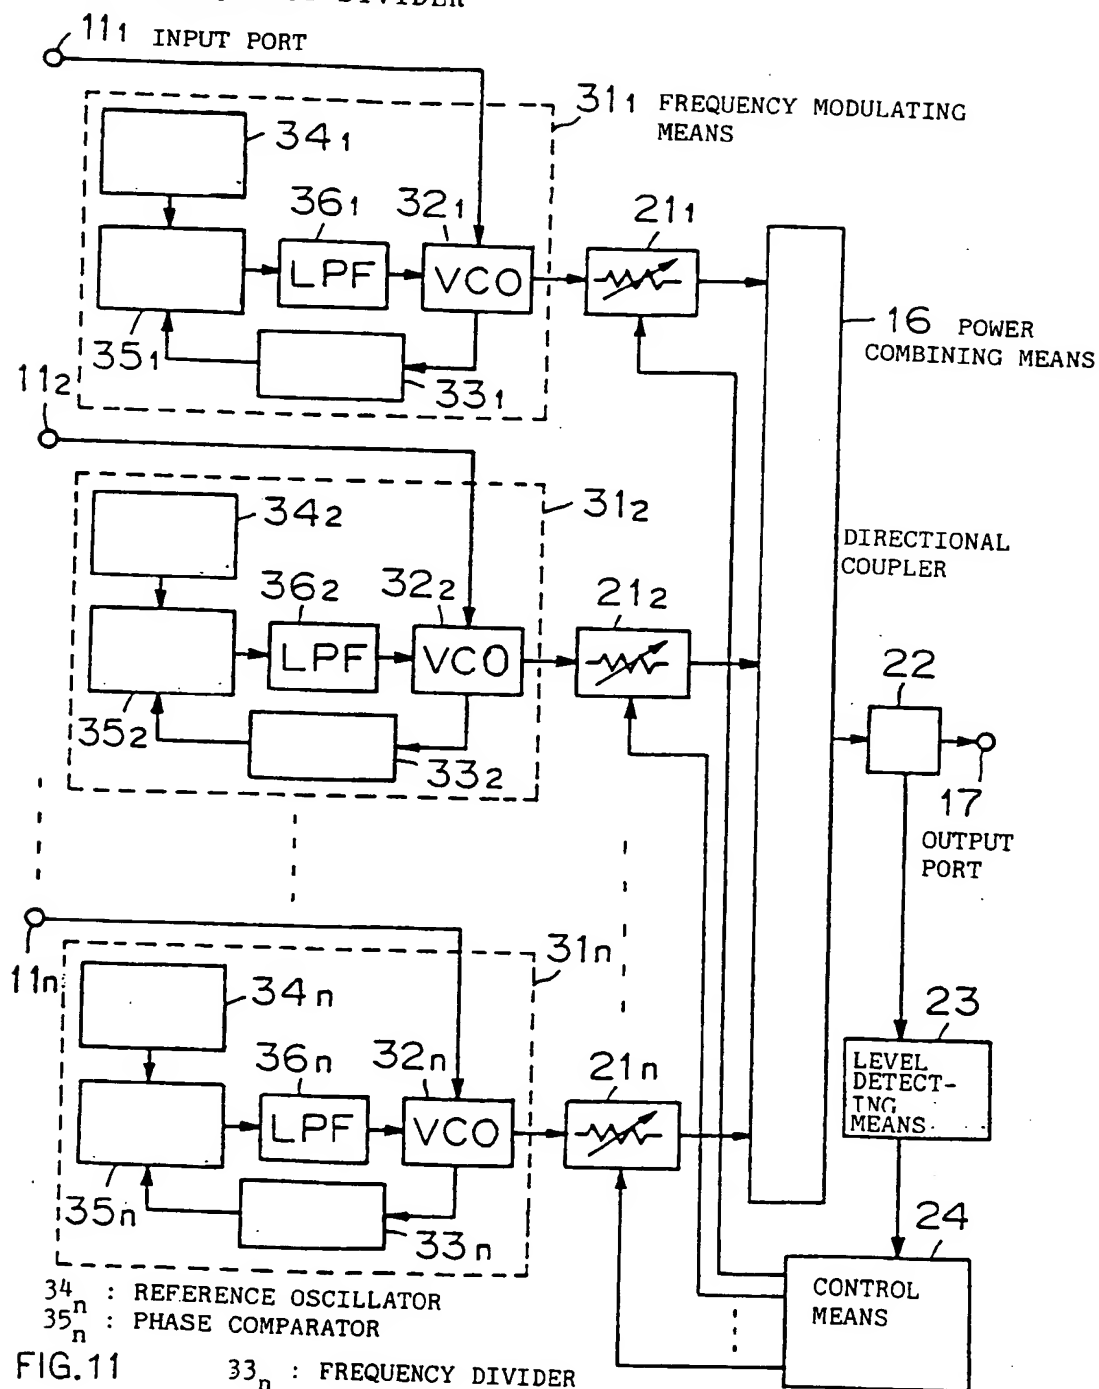 DIVIDER
11₁ INPUT PORT
31₁ FREQUENCY MODULATING
MEANS
34₁
36₁
32₁
21₁
LPF
VCO
16 POWER
COMBINING MEANS
35₁
33₁
11₂
34₂
31₂
DIRECTIONAL
COUPLER
36₂
32₂
21₂
LPF
VCO
22
35₂
33₂
17
OUTPUT
PORT
11n
34n
31n
36n
32n
21n
23
LEVEL
DETECT-
ING
MEANS
LPF
VCO
35n
33n
24
CONTROL
MEANS
34n : REFERENCE OSCILLATOR
35n : PHASE COMPARATOR
FIG.11
33n : FREQUENCY DIVIDER